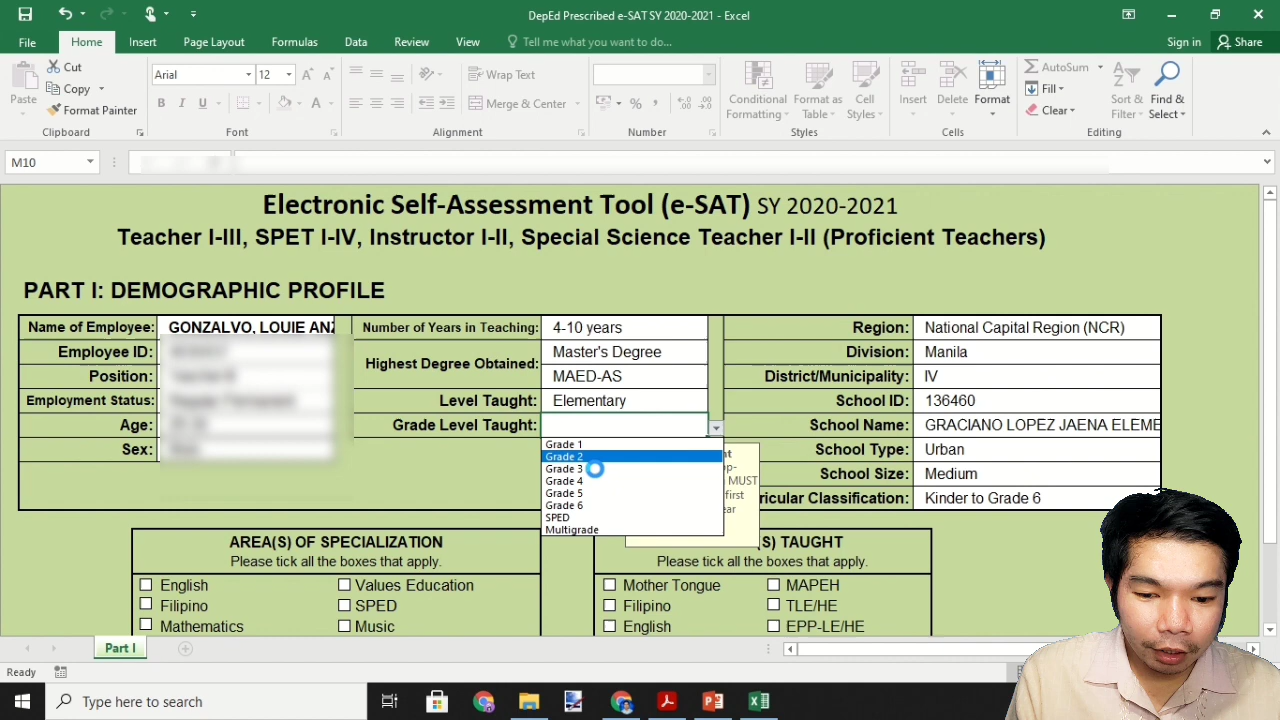 DepEd Prescribed e-SAT SY 2020-2021 - Excel
File Home Insert Page Layout Formulas Data Review View Tell me what you want to do... Sign in Share
Paste
Cut
Copy
Format Painter
Clipboard
Arial 12
B I U
Font
Wrap Text
Merge & Center
Alignment
Number
Conditional Formatting
Format as Table
Cell Styles
Styles
Insert Delete Format
Cells
AutoSum
Fill
Clear
Sort & Filter
Find & Select
Editing
M10
Electronic Self-Assessment Tool (e-SAT) SY 2020-2021
Teacher I-III, SPET I-IV, Instructor I-II, Special Science Teacher I-II (Proficient Teachers)
PART I: DEMOGRAPHIC PROFILE
Name of Employee: GONZALVO, LOUIE ANZ
Employee ID:
Position:
Employment Status:
Age:
Sex:
Number of Years in Teaching: 4-10 years
Highest Degree Obtained: Master's Degree
MAED-AS
Level Taught: Elementary
Grade Level Taught:
Grade 1
Grade 2
Grade 3
Grade 4
Grade 5
Grade 6
SPED
Multigrade
MUST
first
Region: National Capital Region (NCR)
Division: Manila
District/Municipality: IV
School ID: 136460
School Name: GRACIANO LOPEZ JAENA ELEME
School Type: Urban
School Size: Medium
ricular Classification: Kinder to Grade 6
AREA(S) OF SPECIALIZATION
Please tick all the boxes that apply.
English Values Education
Filipino SPED
Mathematics Music
(S) TAUGHT
Please tick all the boxes that apply.
Mother Tongue MAPEH
Filipino TLE/HE
English EPP-LE/HE
Part I
Ready
Type here to search